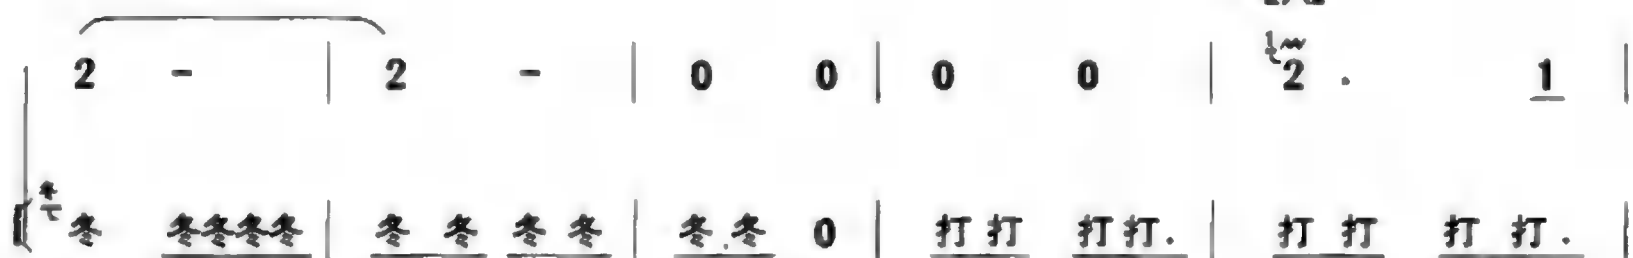 2 - | 2 - | 0 0 | 0 0 | 2 . 1 |
冬 冬冬冬冬 | 冬 冬 冬 冬 | 冬.冬 0 | 打打 打打. | 打打 打打. |